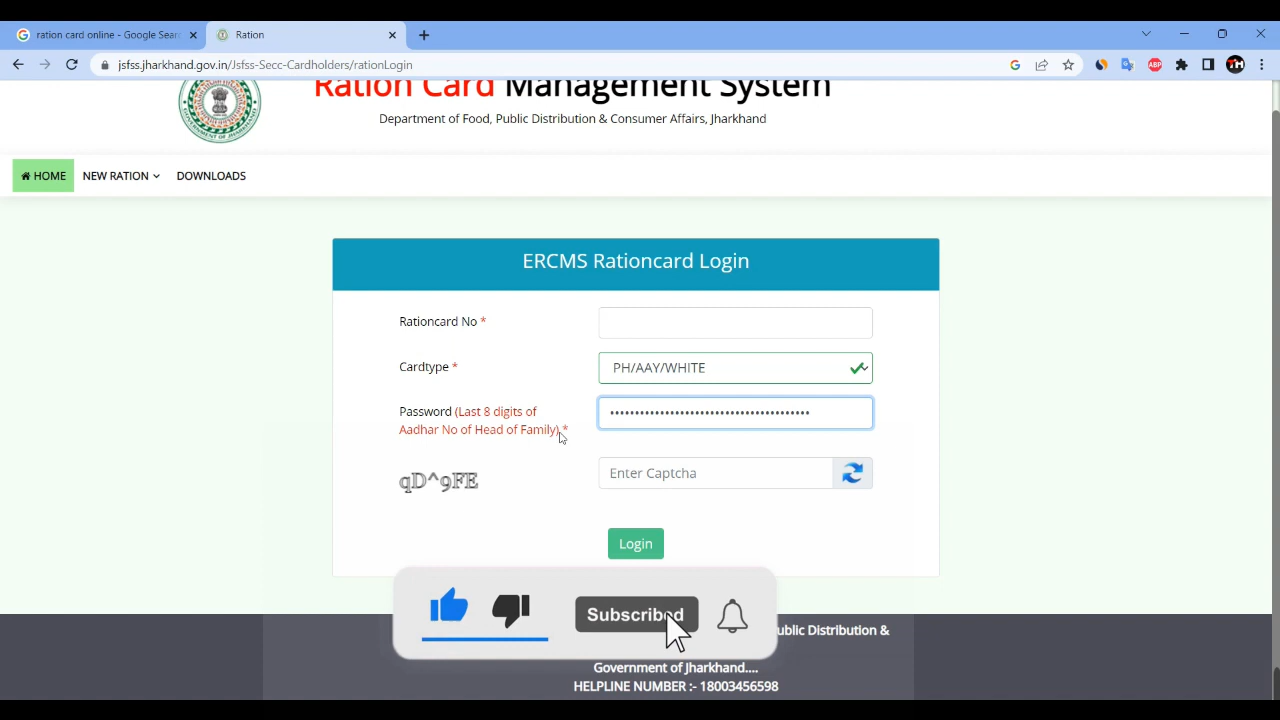 ration card online - Google Sear
Ration
jsfss.jharkhand.gov.in/Jsfss-Secc-Cardholders/rationLogin
G
ABP
TH
Ration Card Management System
Department of Food, Public Distribution & Consumer Affairs, Jharkhand
HOME NEW RATION DOWNLOADS
ERCMS Rationcard Login
Rationcard No *
Cardtype * PH/AAY/WHITE
Password (Last 8 digits of
Aadhar No of Head of Family) *
qD^9FE Enter Captcha
Login
Subscribed
ublic Distribution &
Government of Jharkhand....
HELPLINE NUMBER :- 18003456598